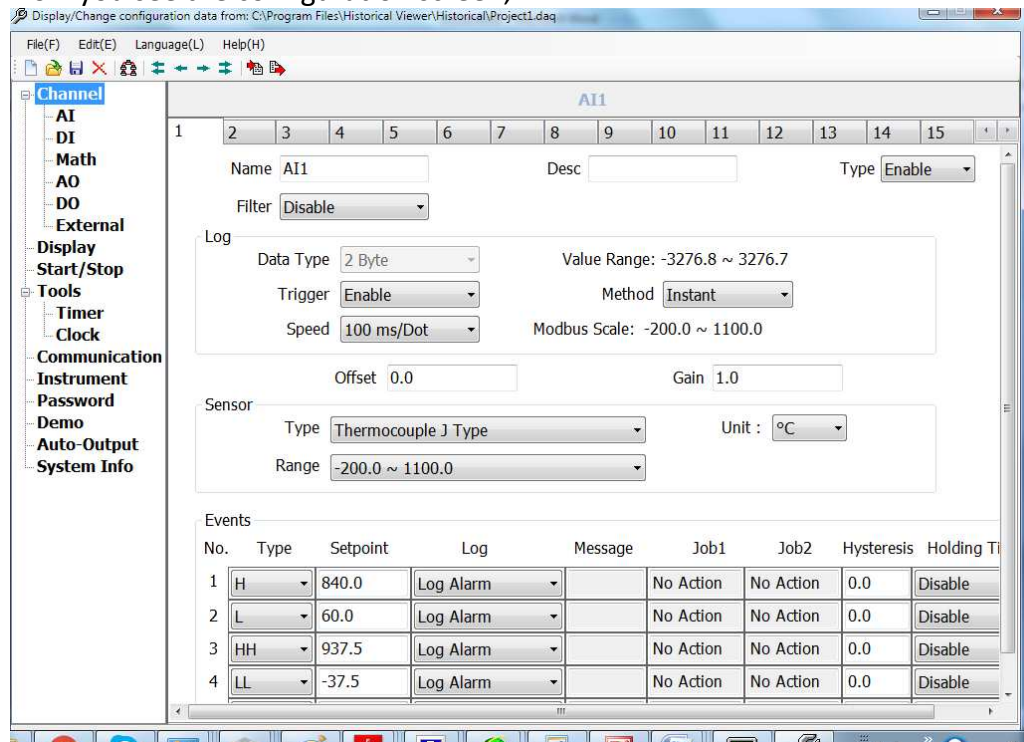 Display/Change configuration data from: C:\Program Files\Historical Viewer\Historical\Project1.daq
File(F) Edit(E) Language(L) Help(H)
Channel
AI
DI
Math
AO
DO
External
Display
Start/Stop
Tools
Timer
Clock
Communication
Instrument
Password
Demo
Auto-Output
System Info
AI1
1 2 3 4 5 6 7 8 9 10 11 12 13 14 15
Name AI1 Desc Type Enable
Filter Disable
Log
Data Type 2 Byte Value Range: -3276.8 ~ 3276.7
Trigger Enable Method Instant
Speed 100 ms/Dot Modbus Scale: -200.0 ~ 1100.0
Offset 0.0 Gain 1.0
Sensor
Type Thermocouple J Type Unit : °C
Range -200.0 ~ 1100.0
Events
No. Type Setpoint Log Message Job1 Job2 Hysteresis Holding Ti
1 H 840.0 Log Alarm No Action No Action 0.0 Disable
2 L 60.0 Log Alarm No Action No Action 0.0 Disable
3 HH 937.5 Log Alarm No Action No Action 0.0 Disable
4 LL -37.5 Log Alarm No Action No Action 0.0 Disable